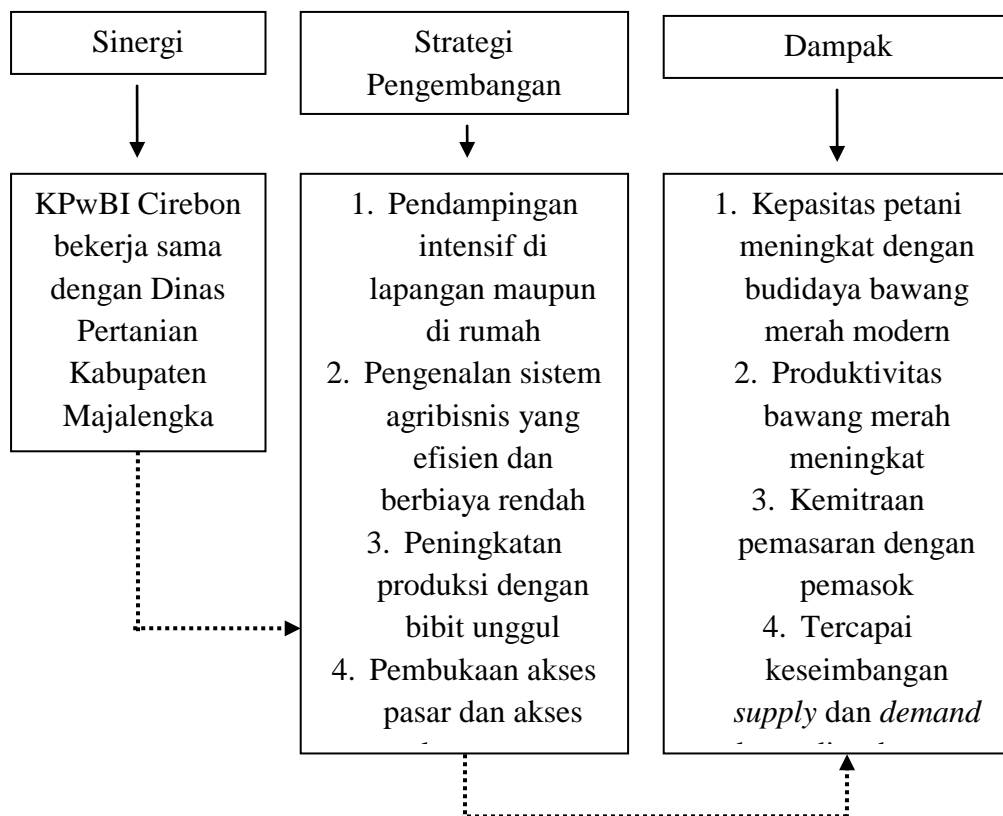 Sinergi
Strategi
Pengembangan
Dampak
KPwBI Cirebon
bekerja sama
dengan Dinas
Pertanian
Kabupaten
Majalengka
1. Pendampingan
intensif di
lapangan maupun
di rumah
2. Pengenalan sistem
agribisnis yang
efisien dan
berbiaya rendah
3. Peningkatan
produksi dengan
bibit unggul
4. Pembukaan akses
pasar dan akses
1. Kepasitas petani
meningkat dengan
budidaya bawang
merah modern
2. Produktivitas
bawang merah
meningkat
3. Kemitraan
pemasaran dengan
pemasok
4. Tercapai
keseimbangan
supply dan demand